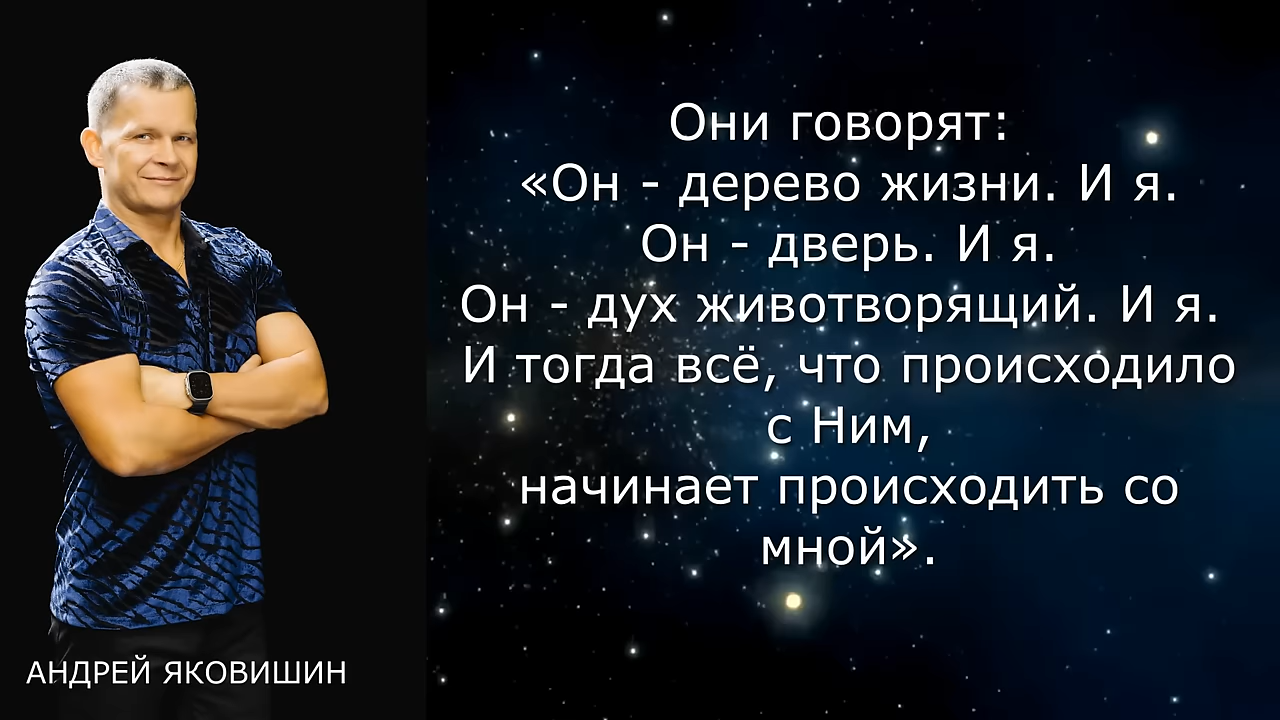 Они говорят:
«Он - дерево жизни. И я.
Он - дверь. И я.
Он - дух животворящий. И я.
И тогда всё, что происходило
с Ним,
начинает происходить со
мной».
АНДРЕЙ ЯКОВИШИН